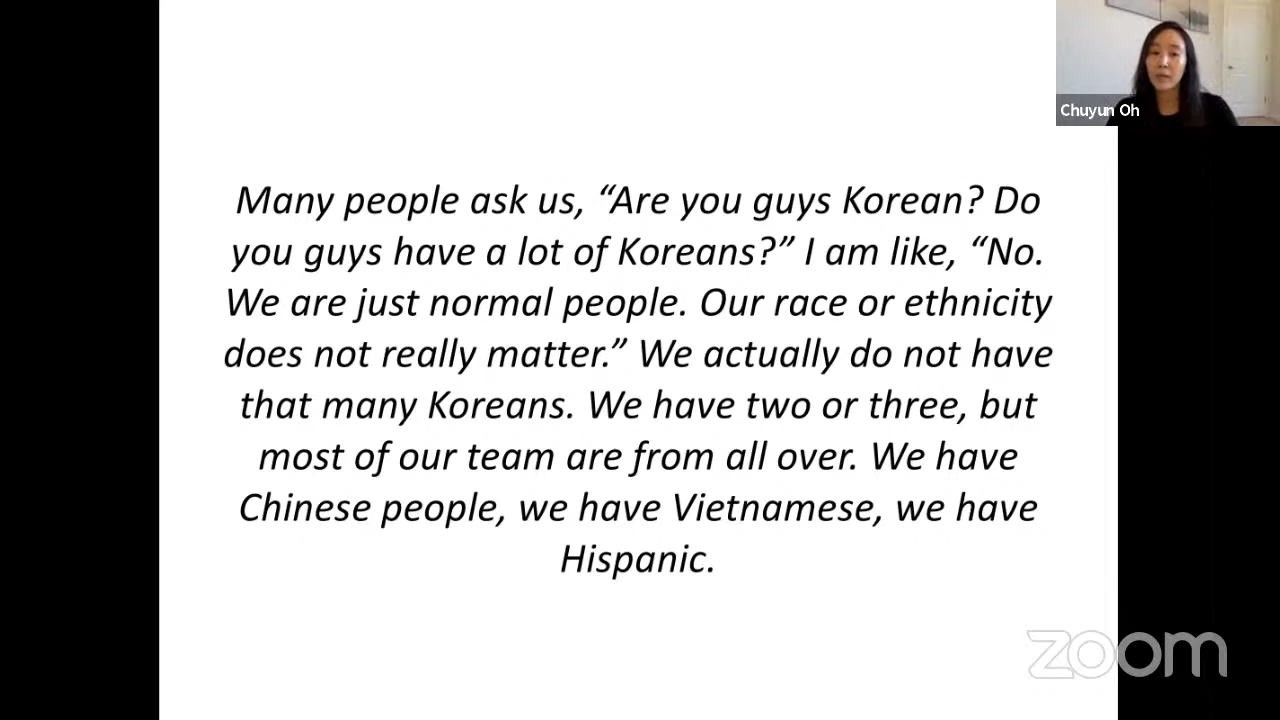 Chuyun Oh
Many people ask us, “Are you guys Korean? Do
you guys have a lot of Koreans?” I am like, “No.
We are just normal people. Our race or ethnicity
does not really matter.” We actually do not have
that many Koreans. We have two or three, but
most of our team are from all over. We have
Chinese people, we have Vietnamese, we have
Hispanic.
zoom